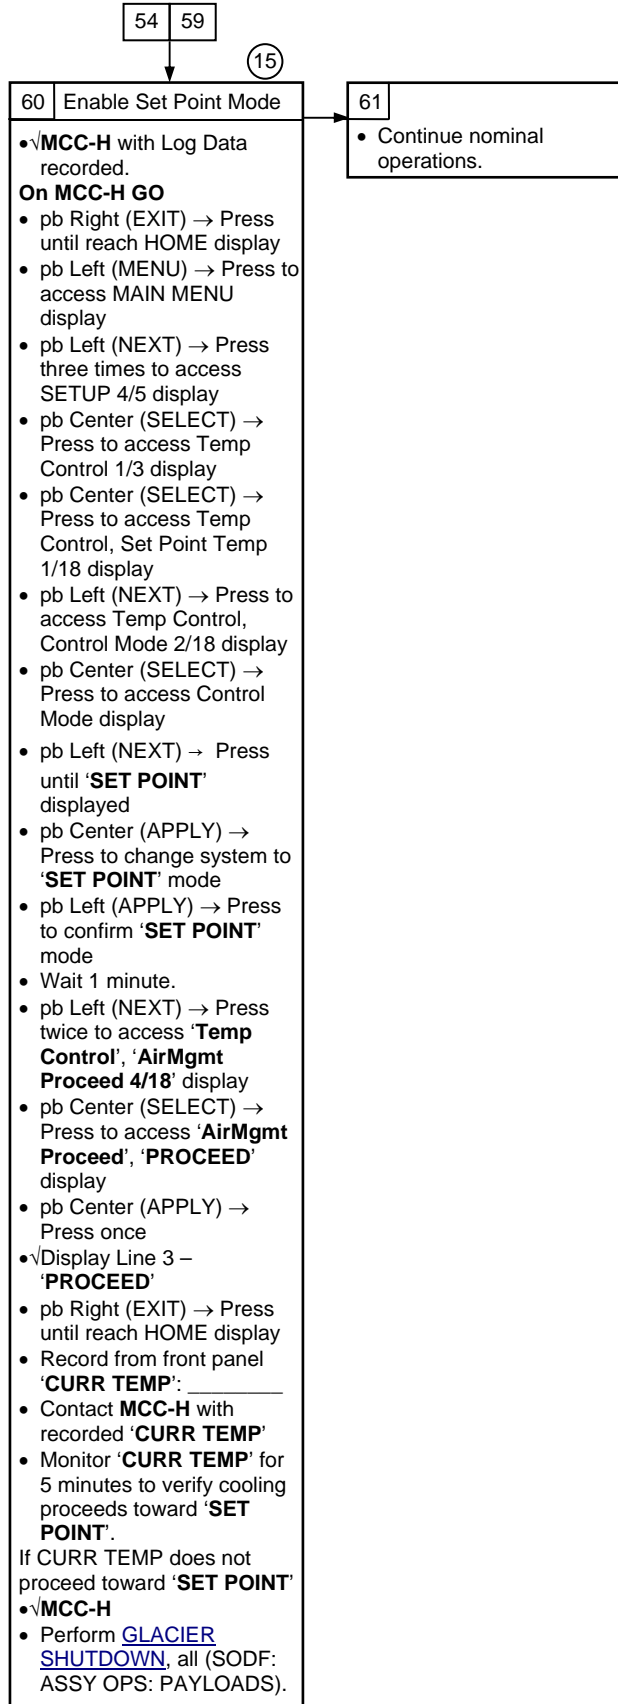 54 59
15
60 Enable Set Point Mode
•√MCC-H with Log Data
recorded.
On MCC-H GO
• pb Right (EXIT) → Press
until reach HOME display
• pb Left (MENU) → Press to
access MAIN MENU
display
• pb Left (NEXT) → Press
three times to access
SETUP 4/5 display
• pb Center (SELECT) →
Press to access Temp
Control 1/3 display
• pb Center (SELECT) →
Press to access Temp
Control, Set Point Temp
1/18 display
• pb Left (NEXT) → Press to
access Temp Control,
Control Mode 2/18 display
• pb Center (SELECT) →
Press to access Control
Mode display
• pb Left (NEXT) → Press
until ‘SET POINT’
displayed
• pb Center (APPLY) →
Press to change system to
‘SET POINT’ mode
• pb Left (APPLY) → Press
to confirm ‘SET POINT’
mode
• Wait 1 minute.
• pb Left (NEXT) → Press
twice to access ‘Temp
Control’, ‘AirMgmt
Proceed 4/18’ display
• pb Center (SELECT) →
Press to access ‘AirMgmt
Proceed’, ‘PROCEED’
display
• pb Center (APPLY) →
Press once
•√Display Line 3 –
‘PROCEED’
• pb Right (EXIT) → Press
until reach HOME display
• Record from front panel
‘CURR TEMP’: ________
• Contact MCC-H with
recorded ‘CURR TEMP’
• Monitor ‘CURR TEMP’ for
5 minutes to verify cooling
proceeds toward ‘SET
POINT’.
If CURR TEMP does not
proceed toward ‘SET POINT’
•√MCC-H
• Perform GLACIER
SHUTDOWN, all (SODF:
ASSY OPS: PAYLOADS).
61
• Continue nominal
operations.